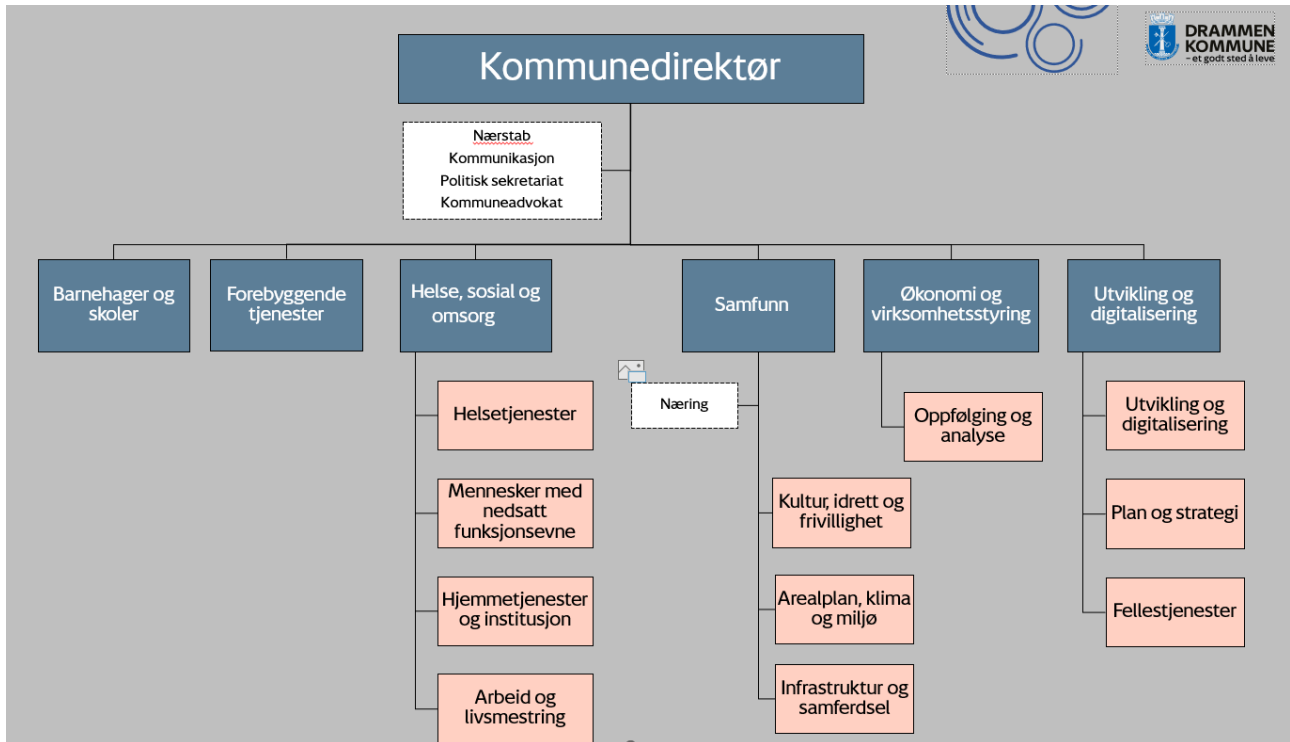 DRAMMEN
KOMMUNE
– et godt sted å leve
Kommunedirektør
Nærstab
Kommunikasjon
Politisk sekretariat
Kommuneadvokat
Barnehager og
skoler
Forebyggende
tjenester
Helse, sosial og
omsorg
Samfunn
Økonomi og
virksomhetsstyring
Utvikling og
digitalisering
Helsetjenester
Mennesker med
nedsatt
funksjonsevne
Hjemmetjenester
og institusjon
Arbeid og
livsmestring
Næring
Kultur, idrett og
frivillighet
Arealplan, klima
og miljø
Infrastruktur og
samferdsel
Oppfølging og
analyse
Utvikling og
digitalisering
Plan og strategi
Fellestjenester